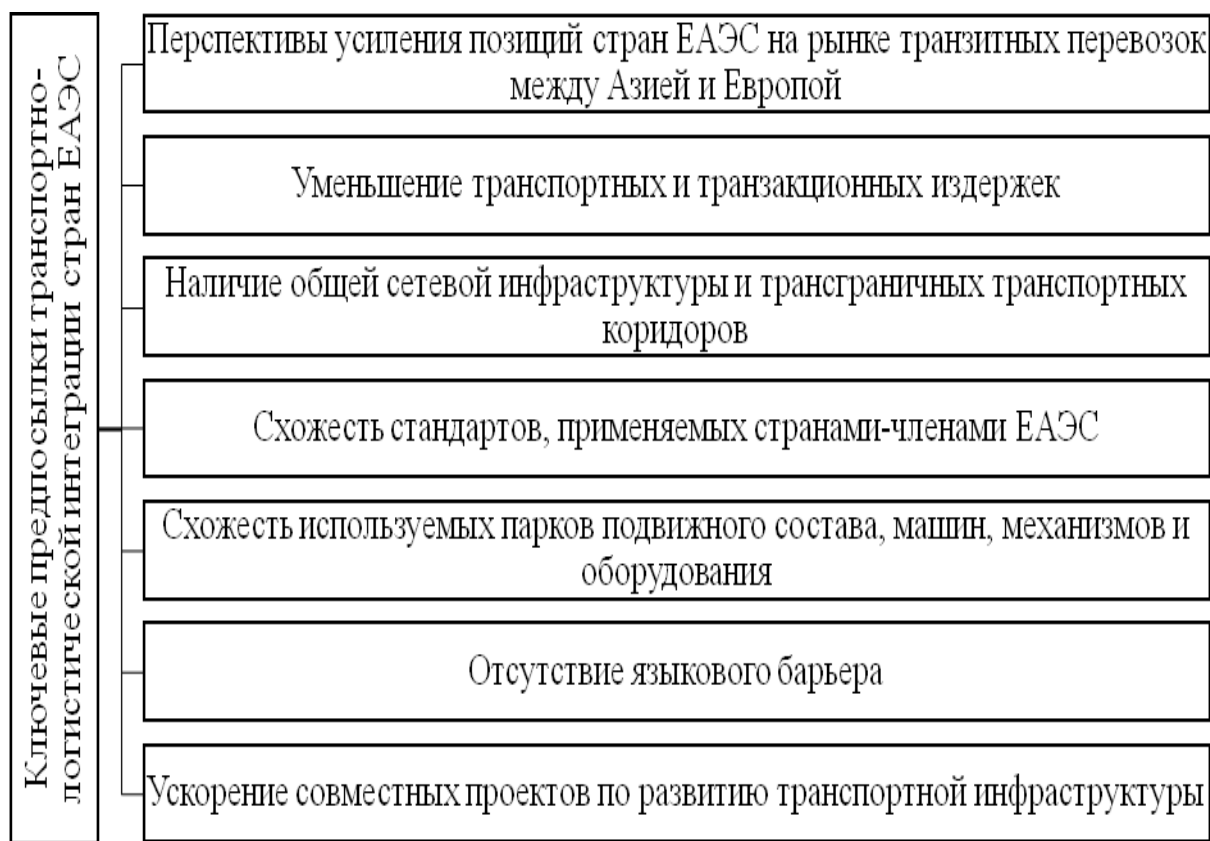 Ключевые предпосылки транспортно-
логистической интеграции стран ЕАЭС
Перспективы усиления позиций стран ЕАЭС на рынке транзитных перевозок
между Азией и Европой
Уменьшение транспортных и транзакционных издержек
Наличие общей сетевой инфраструктуры и трансграничных транспортных
коридоров
Схожесть стандартов, применяемых странами-членами ЕАЭС
Схожесть используемых парков подвижного состава, машин, механизмов и
оборудования
Отсутствие языкового барьера
Ускорение совместных проектов по развитию транспортной инфраструктуры